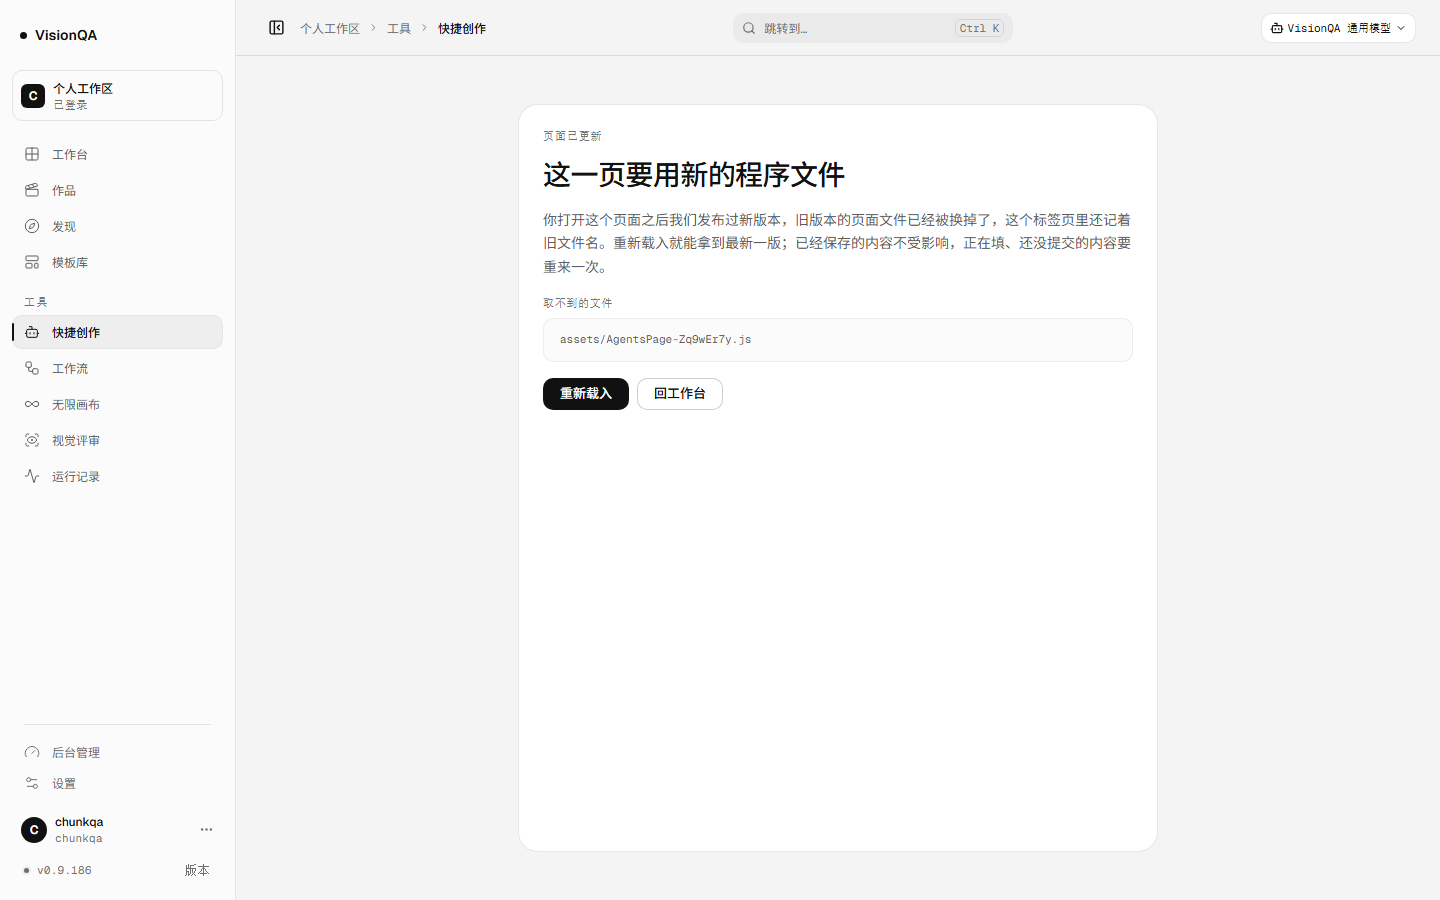 VisionQA
C
个人工作区
已登录
工作台
作品
发现
模板库
工具
快捷创作
工作流
无限画布
视觉评审
运行记录
后台管理
设置
C
chunkqa
chunkqa
v0.9.186
版本
个人工作区 > 工具 > 快捷创作
跳转到...
Ctrl K
VisionQA 通用模型
页面已更新
这一页要用新的程序文件
你打开这个页面之后我们发布过新版本，旧版本的页面文件已经被换掉了，这个标签页里还记着
旧文件名。重新载入就能拿到最新一版；已经保存的内容不受影响，正在填、还没提交的内容要
重来一次。
取不到的文件
assets/AgentsPage-Zq9wEr7y.js
重新载入
回工作台